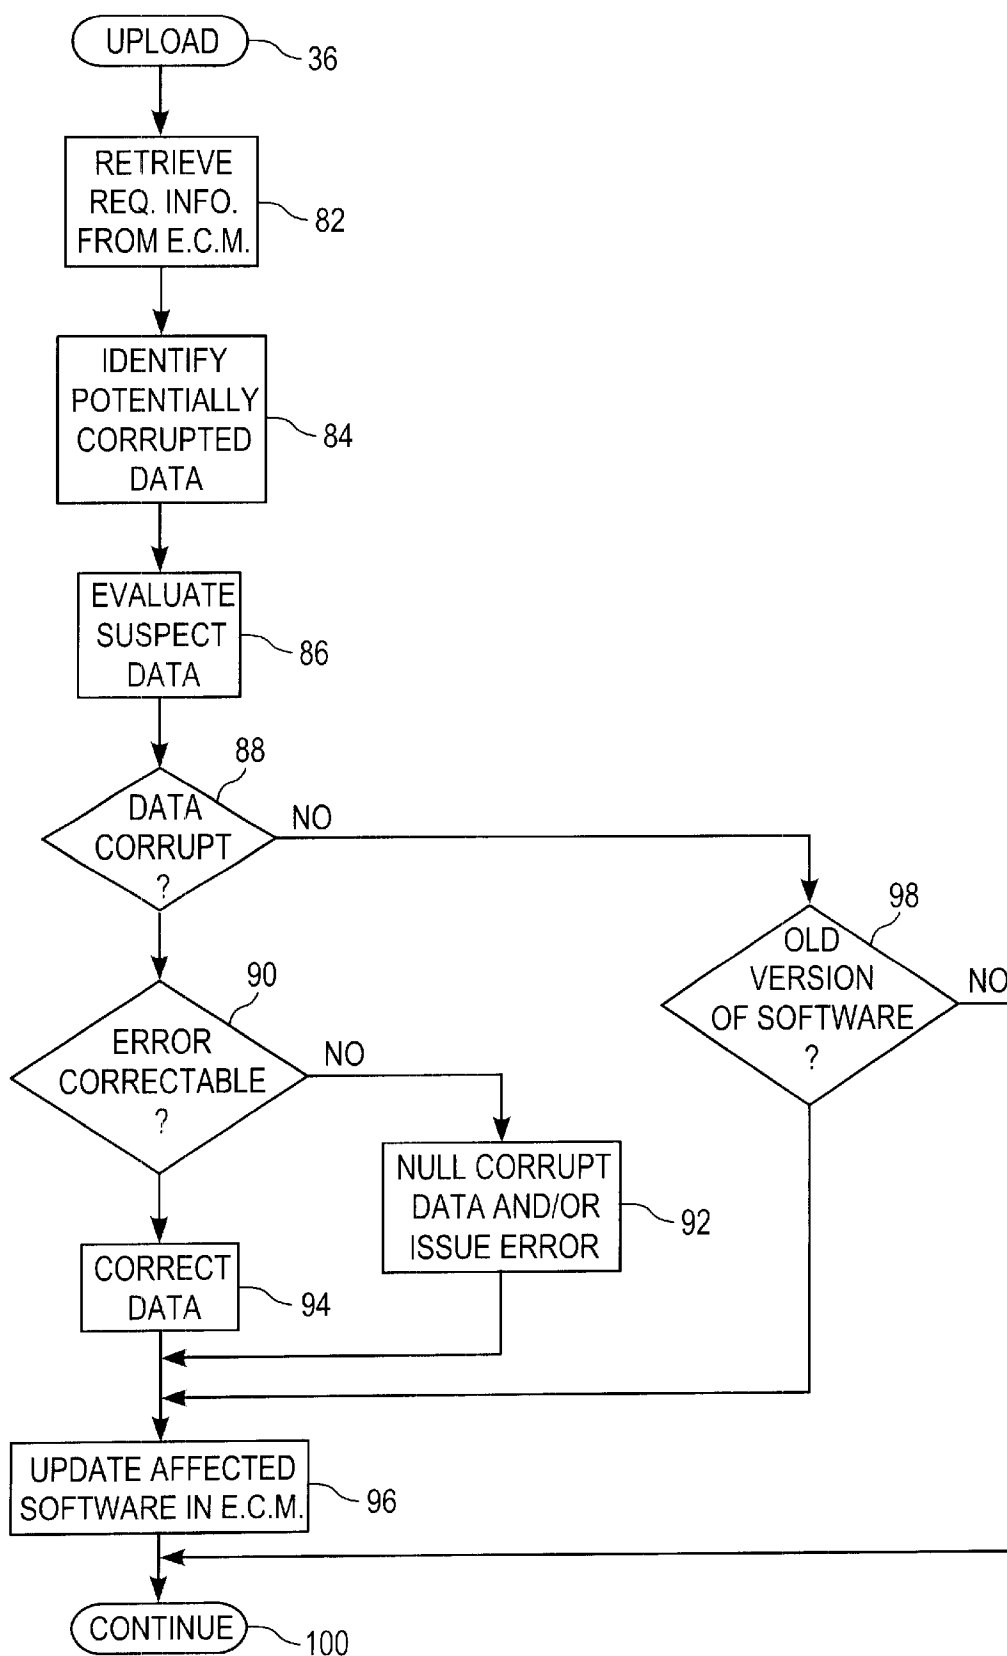 UPLOAD
36
RETRIEVE
REQ. INFO.
FROM E.C.M.
82
IDENTIFY
POTENTIALLY
CORRUPTED
DATA
84
EVALUATE
SUSPECT
DATA
86
88
DATA
CORRUPT
?
NO
98
OLD
VERSION
OF SOFTWARE
?
NO
90
ERROR
CORRECTABLE
?
NO
NULL CORRUPT
DATA AND/OR
ISSUE ERROR
92
CORRECT
DATA
94
UPDATE AFFECTED
SOFTWARE IN E.C.M.
96
CONTINUE
100